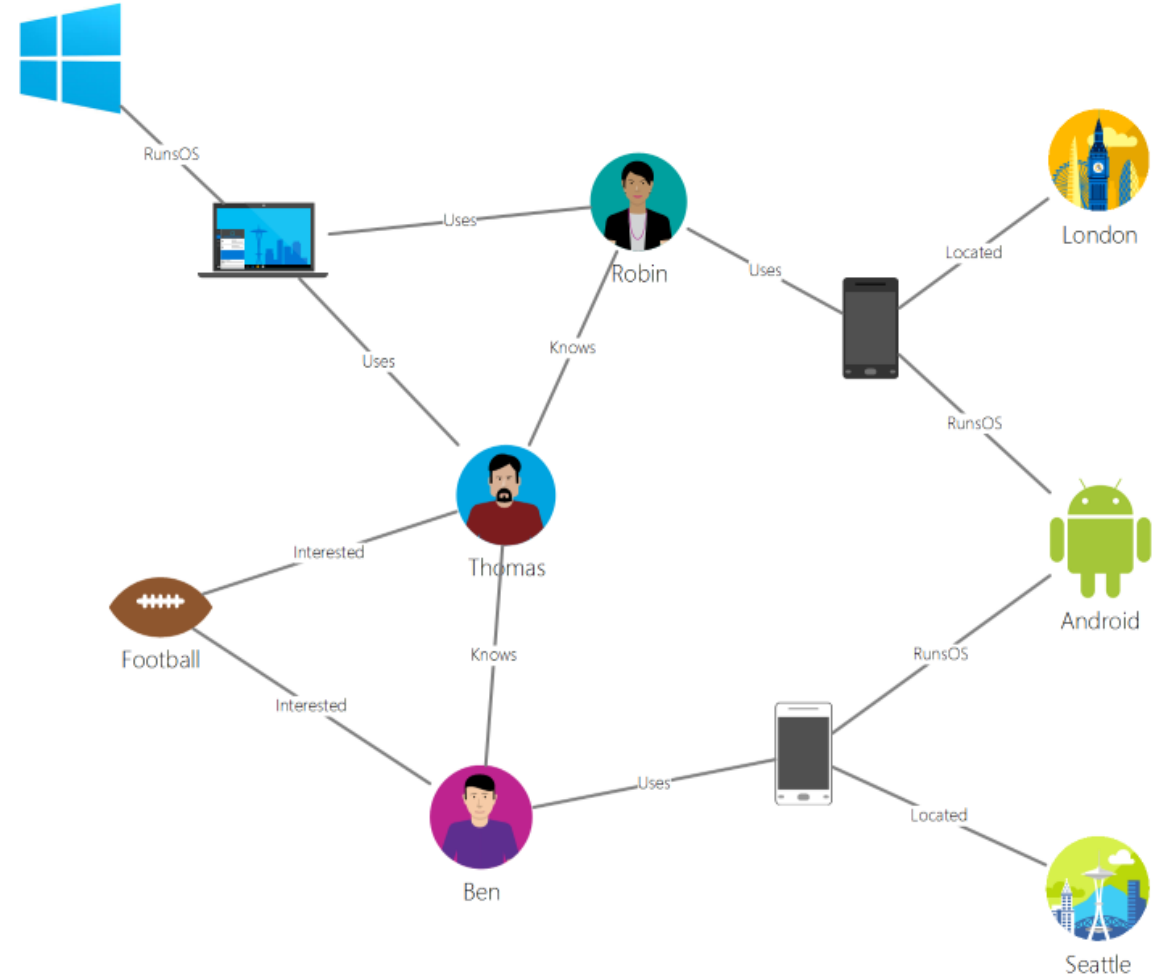 RunsOS
Uses
Robin
London
Located
Uses
Knows
Uses
RunsOS
Interested
Thomas
Football
Android
Knows
RunsOS
Interested
Uses
Located
Ben
Seattle